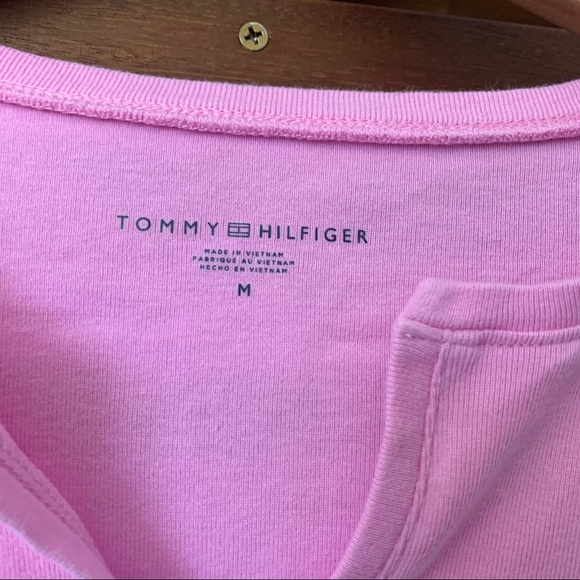 TOMMY HILFIGER
MADE IN VIETNAM
FABRIQUÉ AU VIETNAM
HECHO EN VIETNAM
M